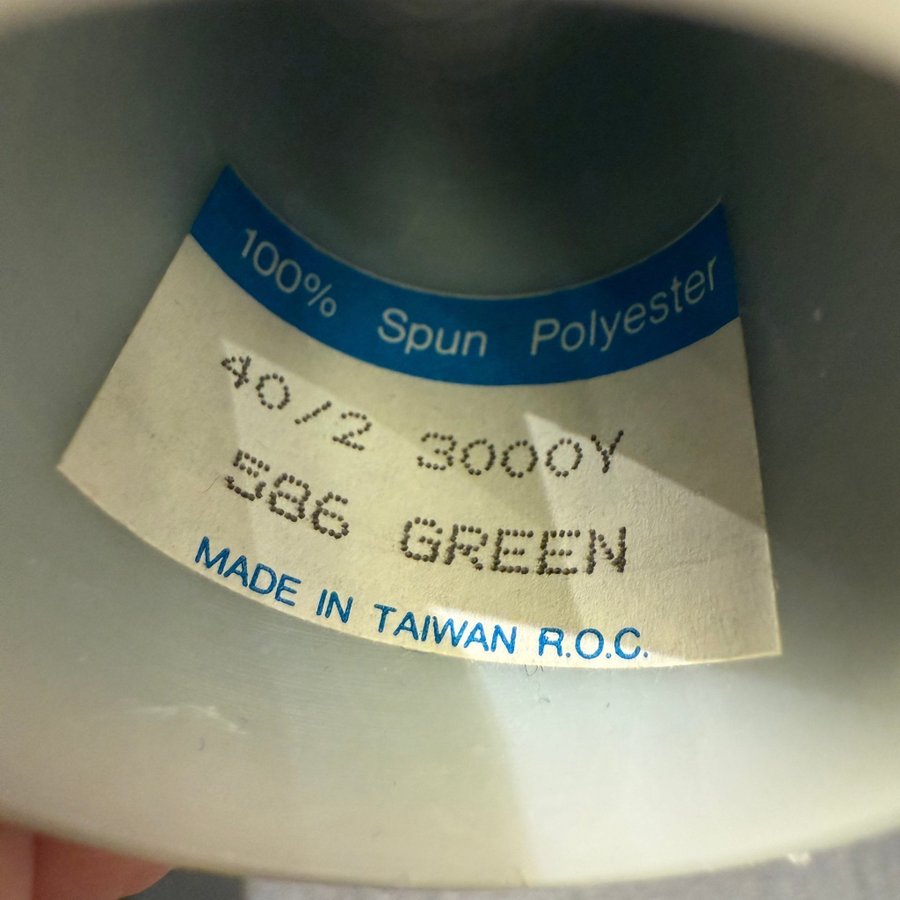 100% Spun Polyester
40/2 3000Y
586 GREEN
MADE IN TAIWAN R.O.C.